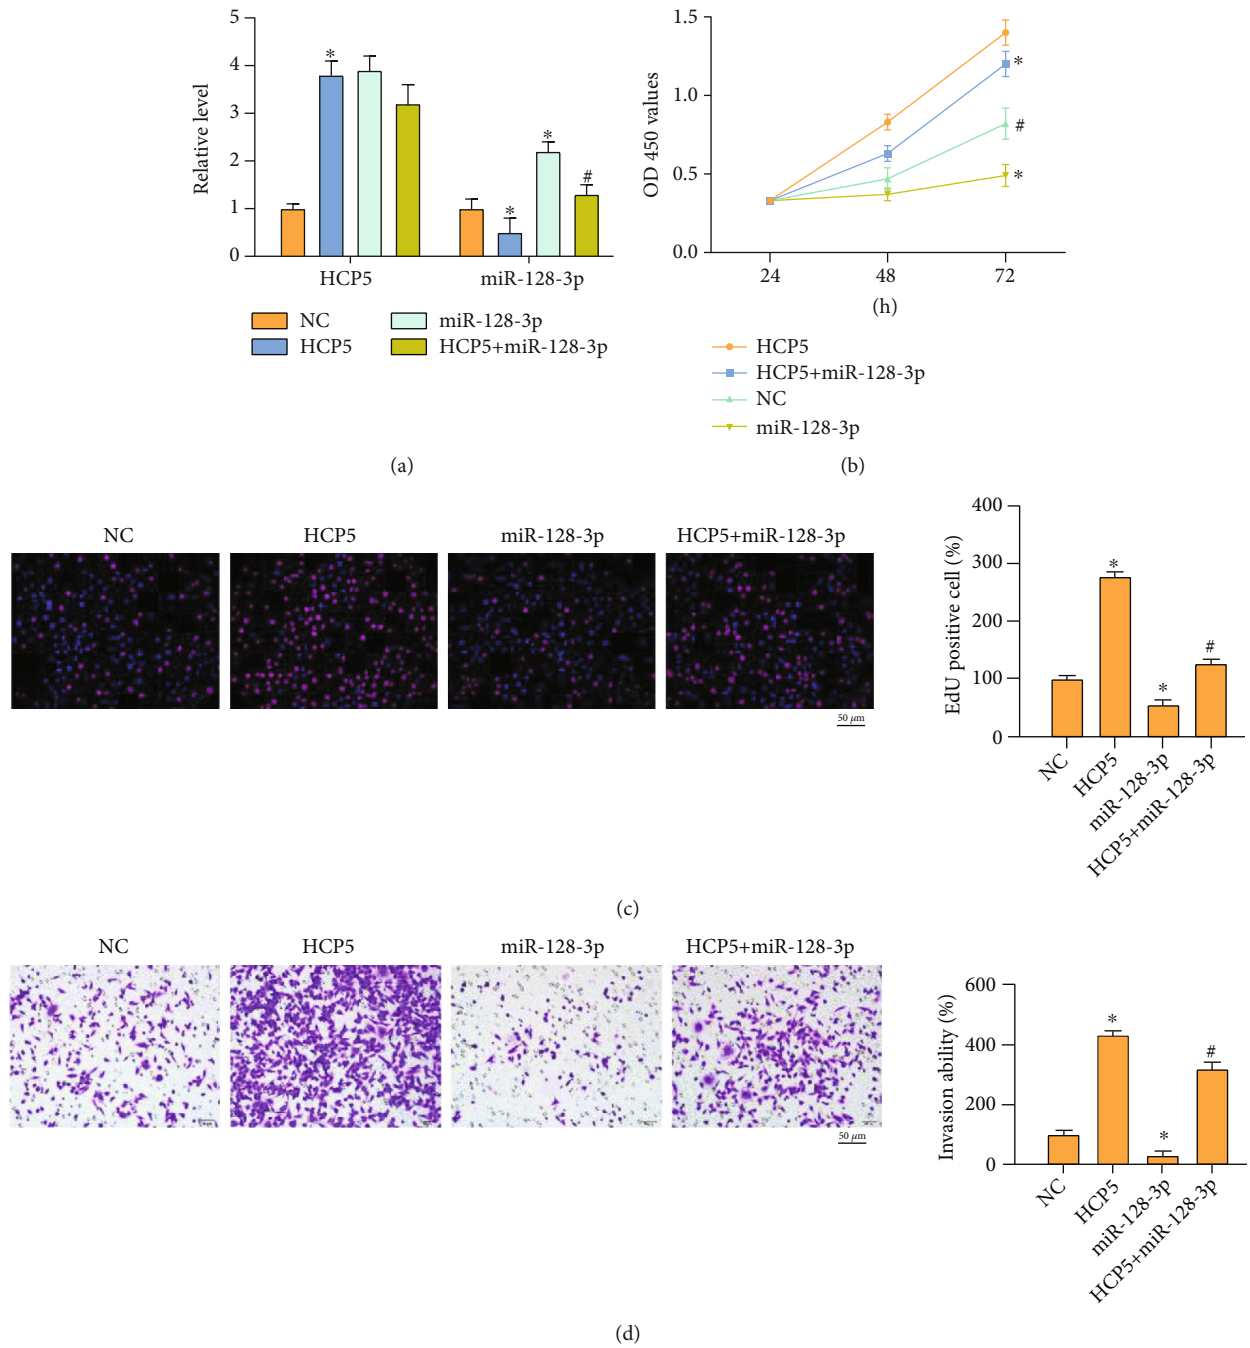 5
4
3
2
1
0
Relative level
*
*
*
#
HCP5
miR-128-3p
NC
HCP5
miR-128-3p
HCP5+miR-128-3p
(a)
1.5
1.0
0.5
0.0
OD 450 values
*
#
*
24
48
72
(h)
HCP5
HCP5+miR-128-3p
NC
miR-128-3p
(b)
NC
HCP5
miR-128-3p
HCP5+miR-128-3p
50 μm
400
300
200
100
0
EdU positive cell (%)
*
*
#
NC
HCP5
miR-128-3p
HCP5+miR-128-3p
(c)
NC
HCP5
miR-128-3p
HCP5+miR-128-3p
50 μm
600
400
200
0
Invasion ability (%)
*
*
#
NC
HCP5
miR-128-3p
HCP5+miR-128-3p
(d)